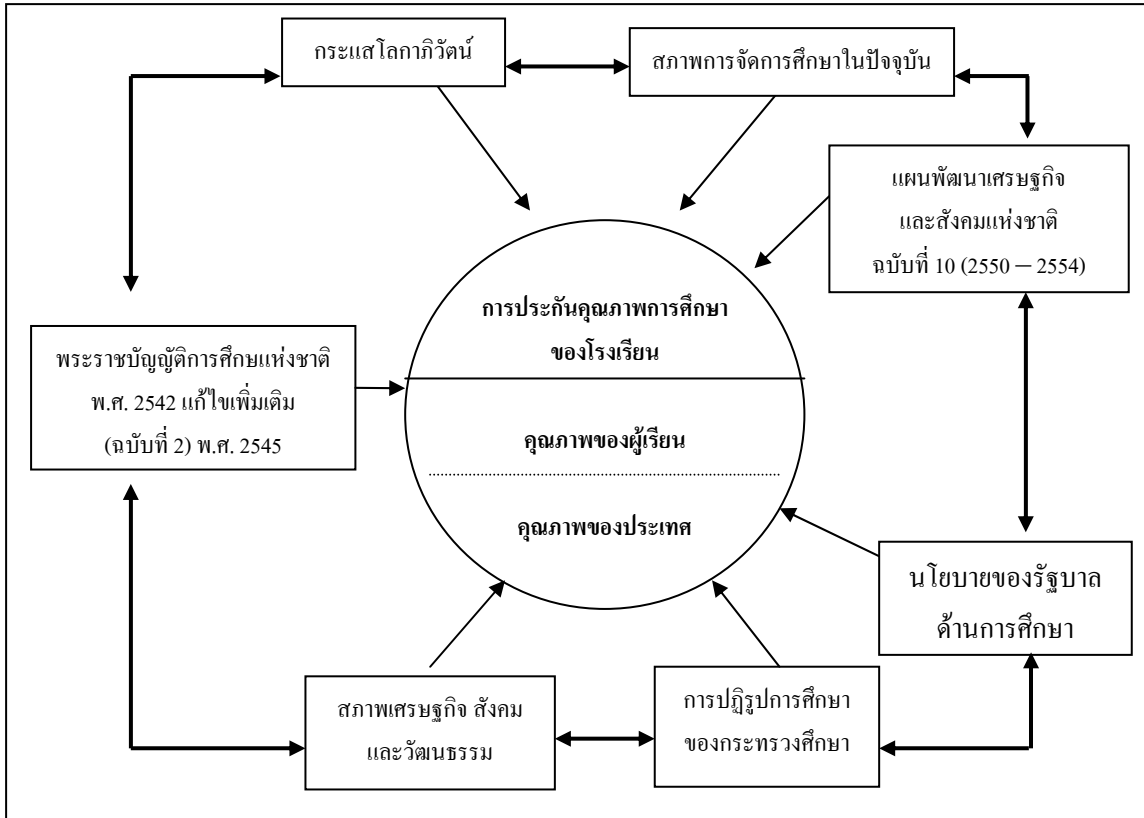 กระแสโลกาภิวัตน์
สภาพการจัดการศึกษาในปัจจุบัน
แผนพัฒนาเศรษฐกิจ
และสังคมแห่งชาติ
ฉบับที่ 10 (2550 – 2554)
การประกันคุณภาพการศึกษา
ของโรงเรียน
พระราชบัญญัติการศึกษแห่งชาติ
พ.ศ. 2542 แก้ไขเพิ่มเติม
(ฉบับที่ 2) พ.ศ. 2545
คุณภาพของผู้เรียน
คุณภาพของประเทศ
นโยบายของรัฐบาล
ด้านการศึกษา
สภาพเศรษฐกิจ สังคม
และวัฒนธรรม
การปฏิรูปการศึกษา
ของกระทรวงศึกษา